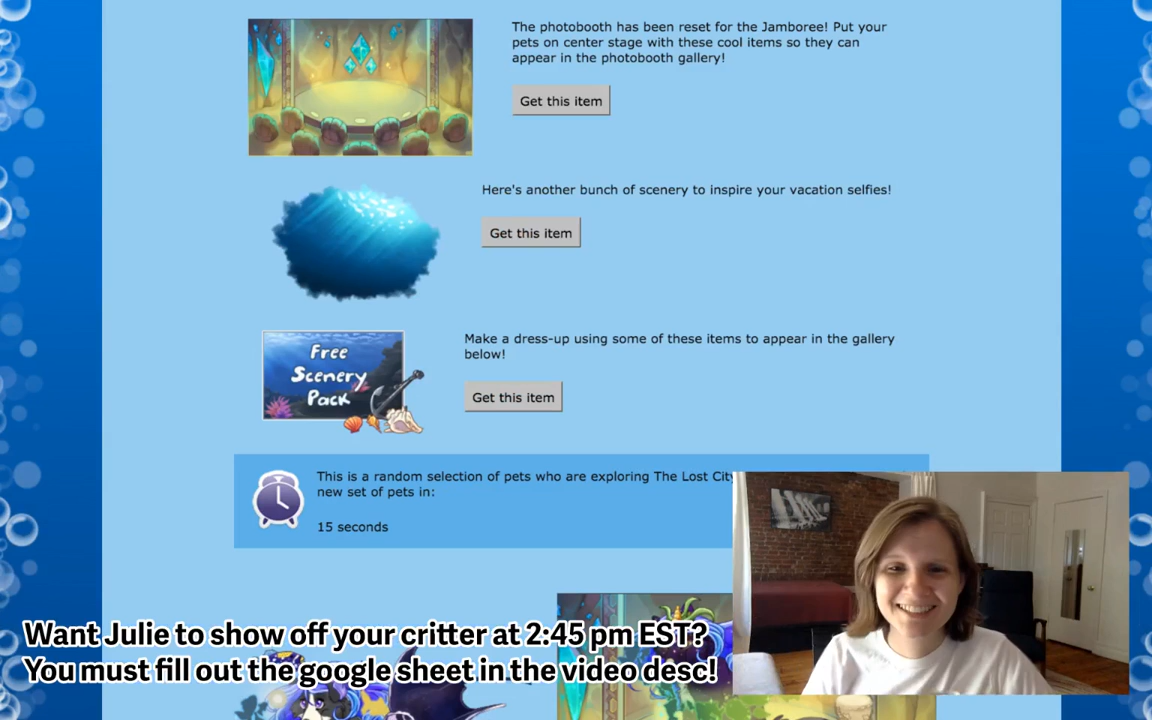 The photobooth has been reset for the Jamboree! Put your
pets on center stage with these cool items so they can
appear in the photobooth gallery!
Get this item
Here's another bunch of scenery to inspire your vacation selfies!
Get this item
Free
Scenery
Pack
Make a dress-up using some of these items to appear in the gallery
below!
Get this item
This is a random selection of pets who are exploring The Lost City
new set of pets in:
15 seconds
Want Julie to show off your critter at 2:45 pm EST?
You must fill out the google sheet in the video desc!